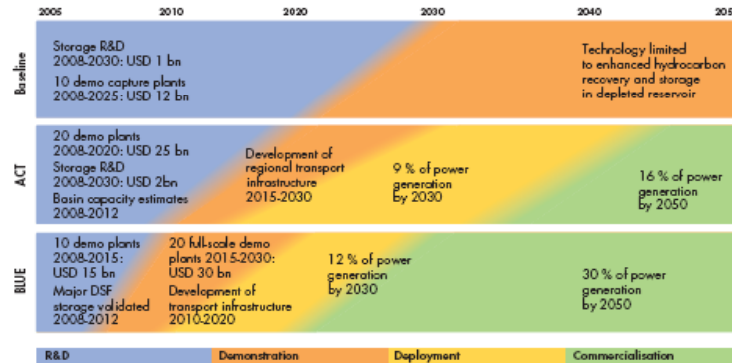 2005 2010 2020 2030 2040 205
Baseline
Storage R&D
2008-2030: USD 1 bn
10 demo capture plants
2008-2025: USD 12 bn
Technology limited
to enhanced hydrocarbon
recovery and storage
in depleted reservoir
ACT
20 demo plants
2008-2020: USD 25 bn
Storage R&D
2008-2030: USD 2bn
Basin capacity estimates
2008-2012
Development of
regional transport
infrastructure
2015-2030
9 % of power
generation
by 2030
16 % of power
generation
by 2050
BLUE
10 demo plants
2008-2015:
USD 15 bn
Major DSF
storage validated
2008-2012
20 full-scale demo
plants 2015-2030:
USD 30 bn
Development of
transport infrastructure
2010-2020
12 % of power
generation
by 2030
30 % of power
generation
by 2050
R&D Demonstration Deployment Commercialisation